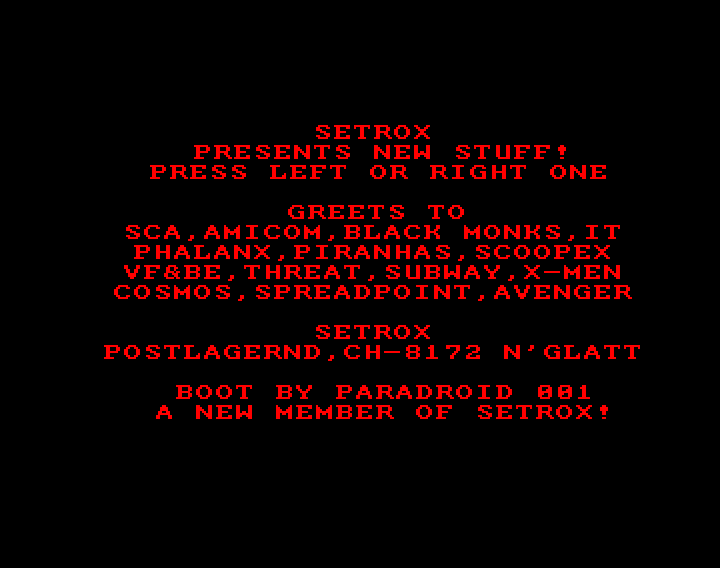 SETROX
PRESENTS NEW STUFF!
PRESS LEFT OR RIGHT ONE
GREETS TO
SCA,AMICOM,BLACK MONKS,IT
PHALANX,PIRANHAS,SCOOPEX
VF&BE,THREAT,SUBWAY,X-MEN
COSMOS,SPREADPOINT,AVENGER
SETROX
POSTLAGERND,CH-8172 N'GLATT
BOOT BY PARADROID 001
A NEW MEMBER OF SETROX!